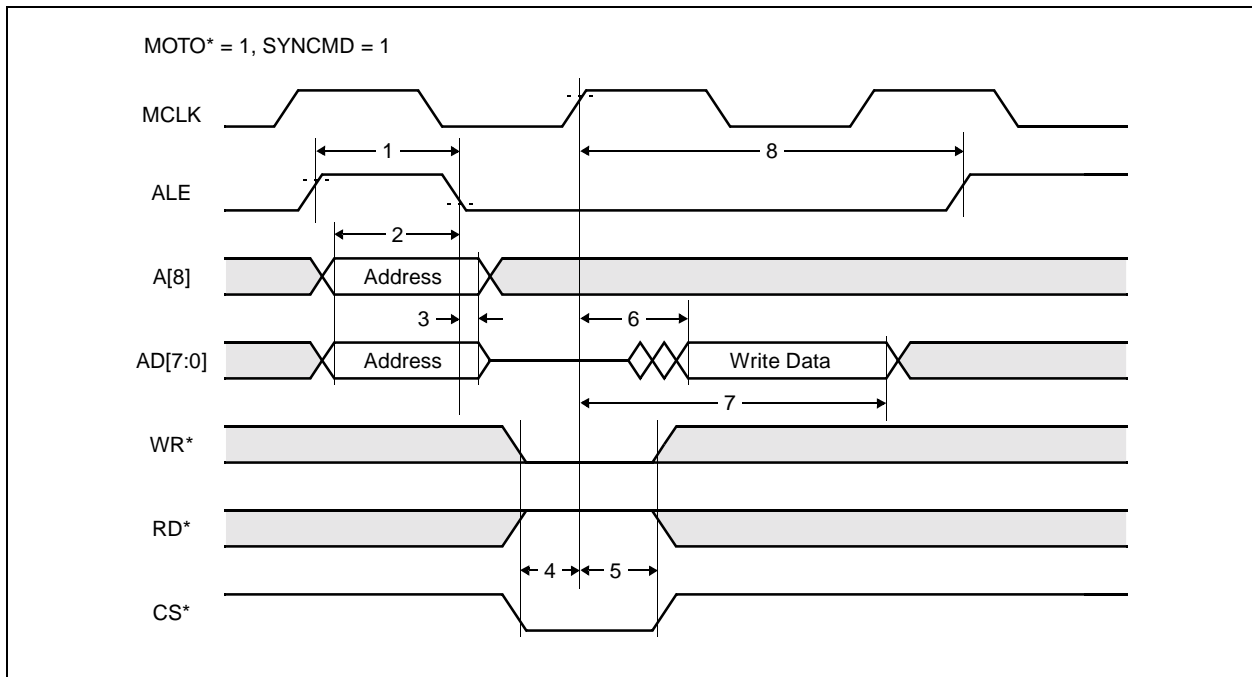 MOTO* = 1, SYNCMD = 1
MCLK
1
8
ALE
2
A[8]
Address
3
6
AD[7:0]
Address
Write Data
7
WR*
RD*
4
5
CS*